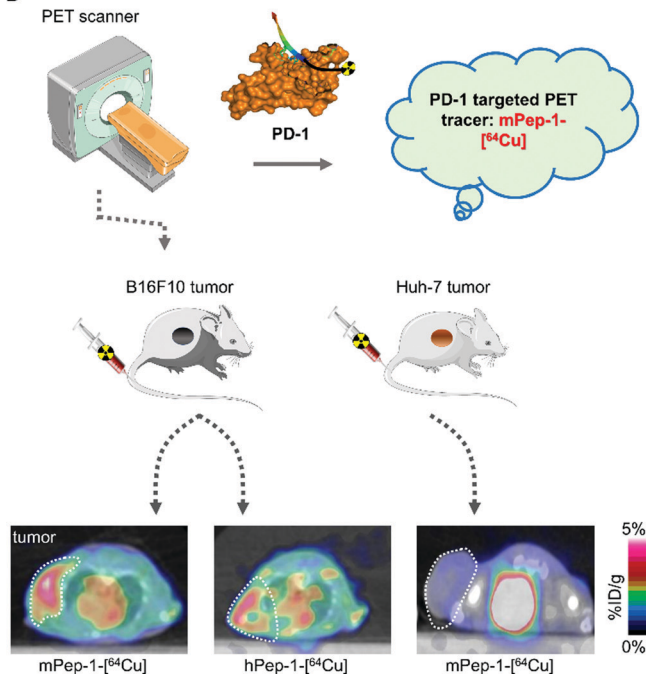 PET scanner
PD-1
PD-1 targeted PET
tracer: mPep-1-
[⁶⁴Cu]
B16F10 tumor
Huh-7 tumor
tumor
5%
%ID/g
0%
mPep-1-[⁶⁴Cu]
hPep-1-[⁶⁴Cu]
mPep-1-[⁶⁴Cu]